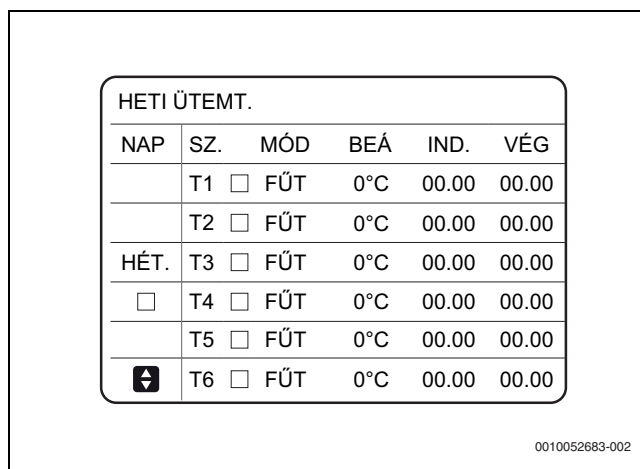 HETI ÜTEMT.
NAP SZ. MÓD BEÁ IND. VÉG
T1 □ FŰT 0°C 00.00 00.00
T2 □ FŰT 0°C 00.00 00.00
HÉT. T3 □ FŰT 0°C 00.00 00.00
□ T4 □ FŰT 0°C 00.00 00.00
T5 □ FŰT 0°C 00.00 00.00
T6 □ FŰT 0°C 00.00 00.00
0010052683-002